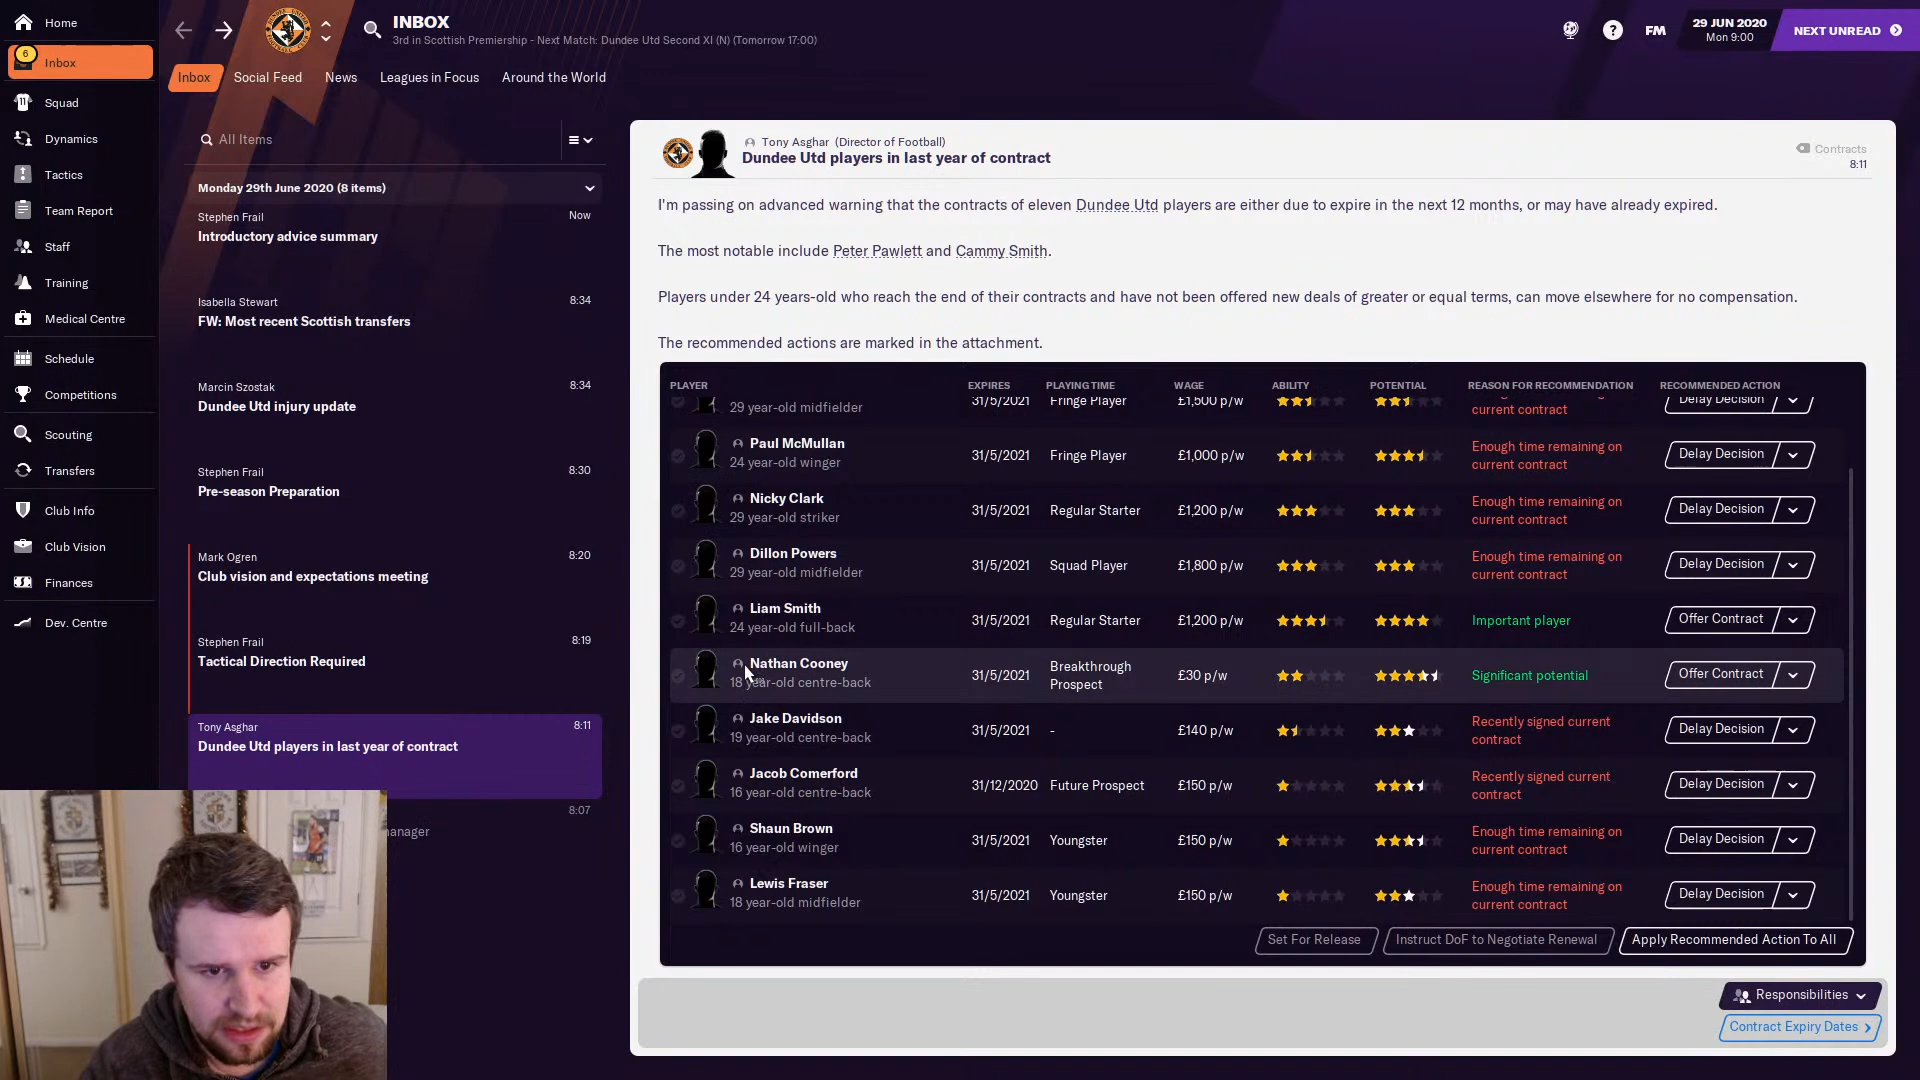 Home
6
Inbox
Squad
Dynamics
Tactics
Team Report
Staff
Training
Medical Centre
Schedule
Competitions
Scouting
Transfers
Club Info
Club Vision
Finances
Dev. Centre
INBOX
3rd in Scottish Premiership - Next Match: Dundee Utd Second XI (N) (Tomorrow 17:00)
FM
29 JUN 2020
Mon 9:00
NEXT UNREAD
Inbox Social Feed News Leagues in Focus Around the World
All Items
Monday 29th June 2020 (8 items)
Stephen Frail Now
Introductory advice summary
Isabella Stewart 8:34
FW: Most recent Scottish transfers
Marcin Szostak 8:34
Dundee Utd injury update
Stephen Frail 8:30
Pre-season Preparation
Mark Ogren 8:20
Club vision and expectations meeting
Stephen Frail 8:19
Tactical Direction Required
Tony Asghar 8:11
Dundee Utd players in last year of contract
8:07
anager
Tony Asghar (Director of Football)
Dundee Utd players in last year of contract
Contracts
8:11
I'm passing on advanced warning that the contracts of eleven Dundee Utd players are either due to expire in the next 12 months, or may have already expired.
The most notable include Peter Pawlett and Cammy Smith.
Players under 24 years-old who reach the end of their contracts and have not been offered new deals of greater or equal terms, can move elsewhere for no compensation.
The recommended actions are marked in the attachment.
PLAYER EXPIRES PLAYING TIME WAGE ABILITY POTENTIAL REASON FOR RECOMMENDATION RECOMMENDED ACTION
29 year-old midfielder 31/5/2021 Fringe Player £1,500 p/w current contract Delay Decision
Paul McMullan
24 year-old winger 31/5/2021 Fringe Player £1,000 p/w Enough time remaining on current contract Delay Decision
Nicky Clark
29 year-old striker 31/5/2021 Regular Starter £1,200 p/w Enough time remaining on current contract Delay Decision
Dillon Powers
29 year-old midfielder 31/5/2021 Squad Player £1,800 p/w Enough time remaining on current contract Delay Decision
Liam Smith
24 year-old full-back 31/5/2021 Regular Starter £1,200 p/w Important player Offer Contract
Nathan Cooney
18 year-old centre-back 31/5/2021 Breakthrough Prospect £30 p/w Significant potential Offer Contract
Jake Davidson
19 year-old centre-back 31/5/2021 - £140 p/w Recently signed current contract Delay Decision
Jacob Comerford
16 year-old centre-back 31/12/2020 Future Prospect £150 p/w Recently signed current contract Delay Decision
Shaun Brown
16 year-old winger 31/5/2021 Youngster £150 p/w Enough time remaining on current contract Delay Decision
Lewis Fraser
18 year-old midfielder 31/5/2021 Youngster £150 p/w Enough time remaining on current contract Delay Decision
Set For Release Instruct DoF to Negotiate Renewal Apply Recommended Action To All
Responsibilities
Contract Expiry Dates